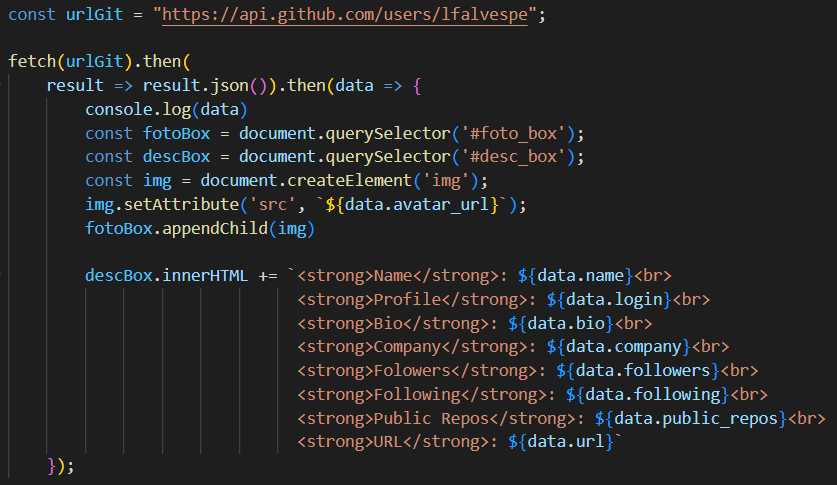 const urlGit = "https://api.github.com/users/lfalvespe";
fetch(urlGit).then(
result => result.json()).then(data => {
console.log(data)
const fotoBox = document.querySelector('#foto_box');
const descBox = document.querySelector('#desc_box');
const img = document.createElement('img');
img.setAttribute('src', `${data.avatar_url}`);
fotoBox.appendChild(img)
descBox.innerHTML += `<strong>Name</strong>: ${data.name}<br>
<strong>Profile</strong>: ${data.login}<br>
<strong>Bio</strong>: ${data.bio}<br>
<strong>Company</strong>: ${data.company}<br>
<strong>Folowers</strong>: ${data.followers}<br>
<strong>Following</strong>: ${data.following}<br>
<strong>Public Repos</strong>: ${data.public_repos}<br>
<strong>URL</strong>: ${data.url}`
});